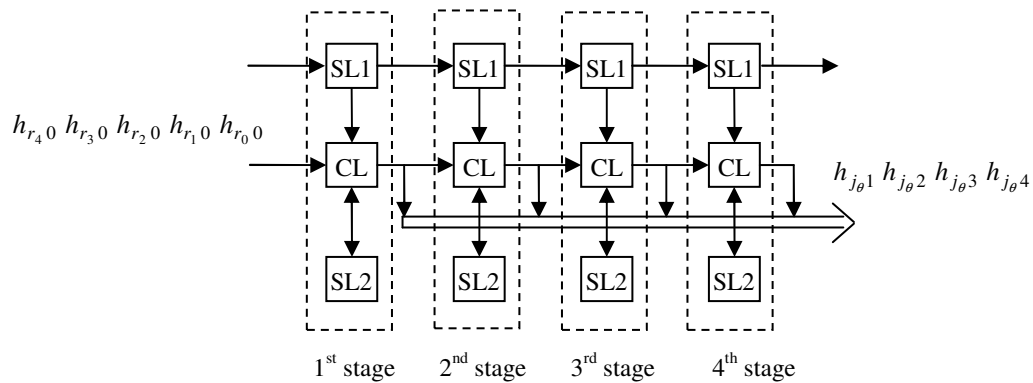 SL1 SL1 SL1 SL1
h_{r_4 0} h_{r_3 0} h_{r_2 0} h_{r_1 0} h_{r_0 0}
CL CL CL CL
h_{j_θ 1} h_{j_θ 2} h_{j_θ 3} h_{j_θ 4}
SL2 SL2 SL2 SL2
1st stage 2nd stage 3rd stage 4th stage